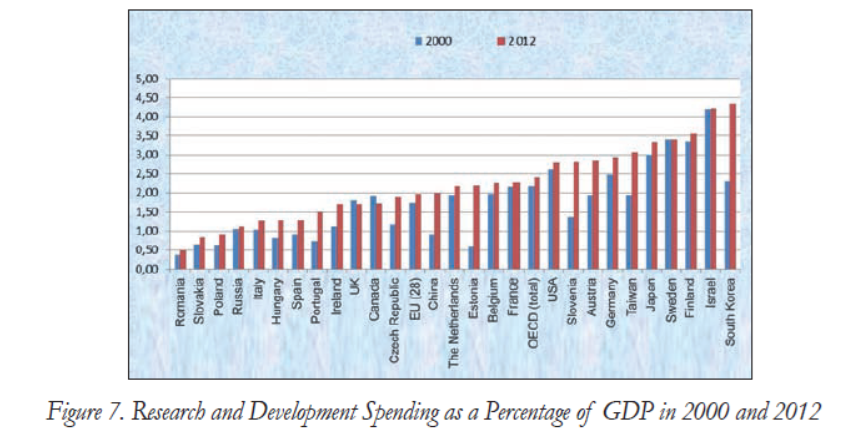 2000 2012
5,00
4,50
4,00
3,50
3,00
2,50
2,00
1,50
1,00
0,50
0,00
Romania
Slovakia
Poland
Russia
Italy
Hungary
Spain
Portugal
Ireland
UK
Canada
Czech Republic
EU (28)
China
The Netherlands
Estonia
Belgium
France
OECD (total)
USA
Slovenia
Austria
Germany
Taiwan
Japan
Sweden
Finland
Israel
South Korea
Figure 7. Research and Development Spending as a Percentage of GDP in 2000 and 2012